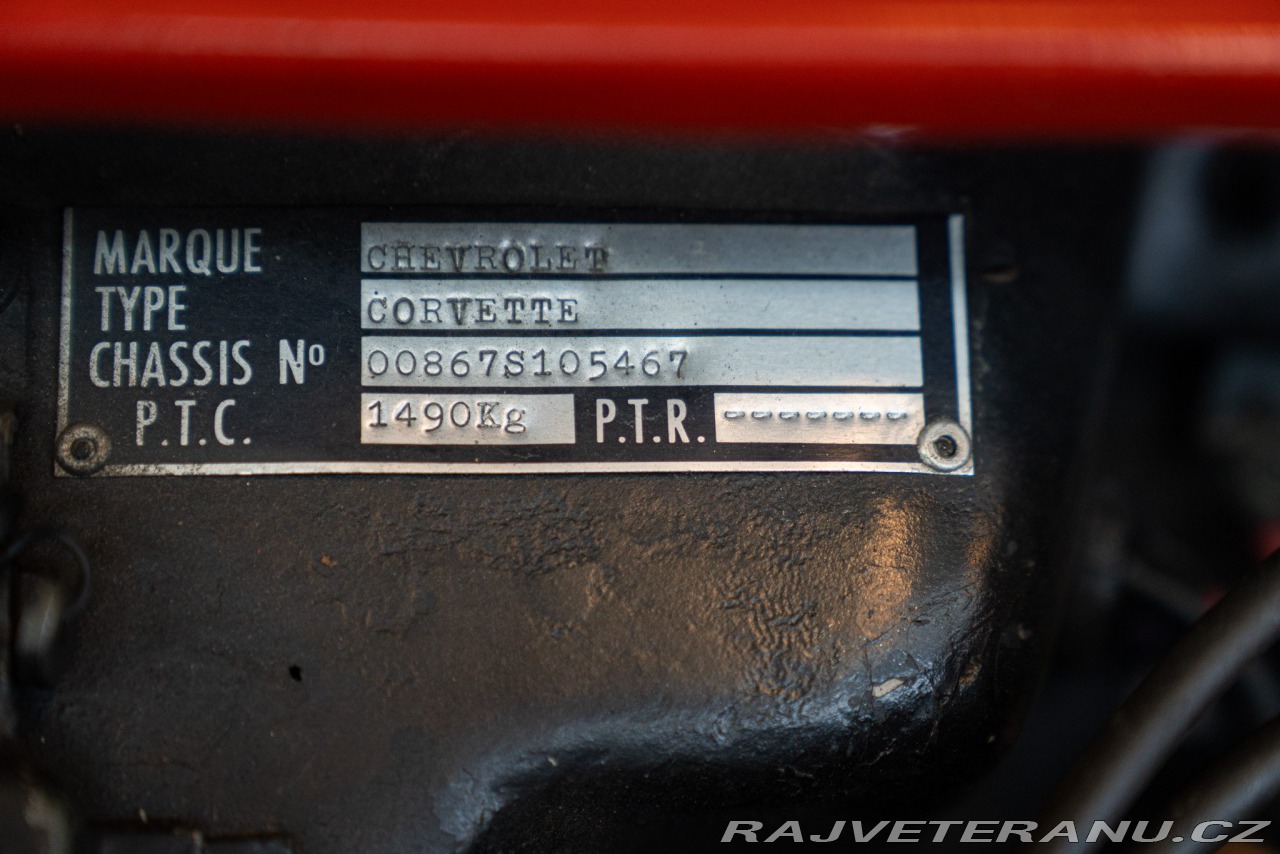 MARQUE CHEVROLET
TYPE CORVETTE
CHASSIS Nº 00867S105467
P.T.C. 1490Kg P.T.R. -------
RAJVETERANU.CZ